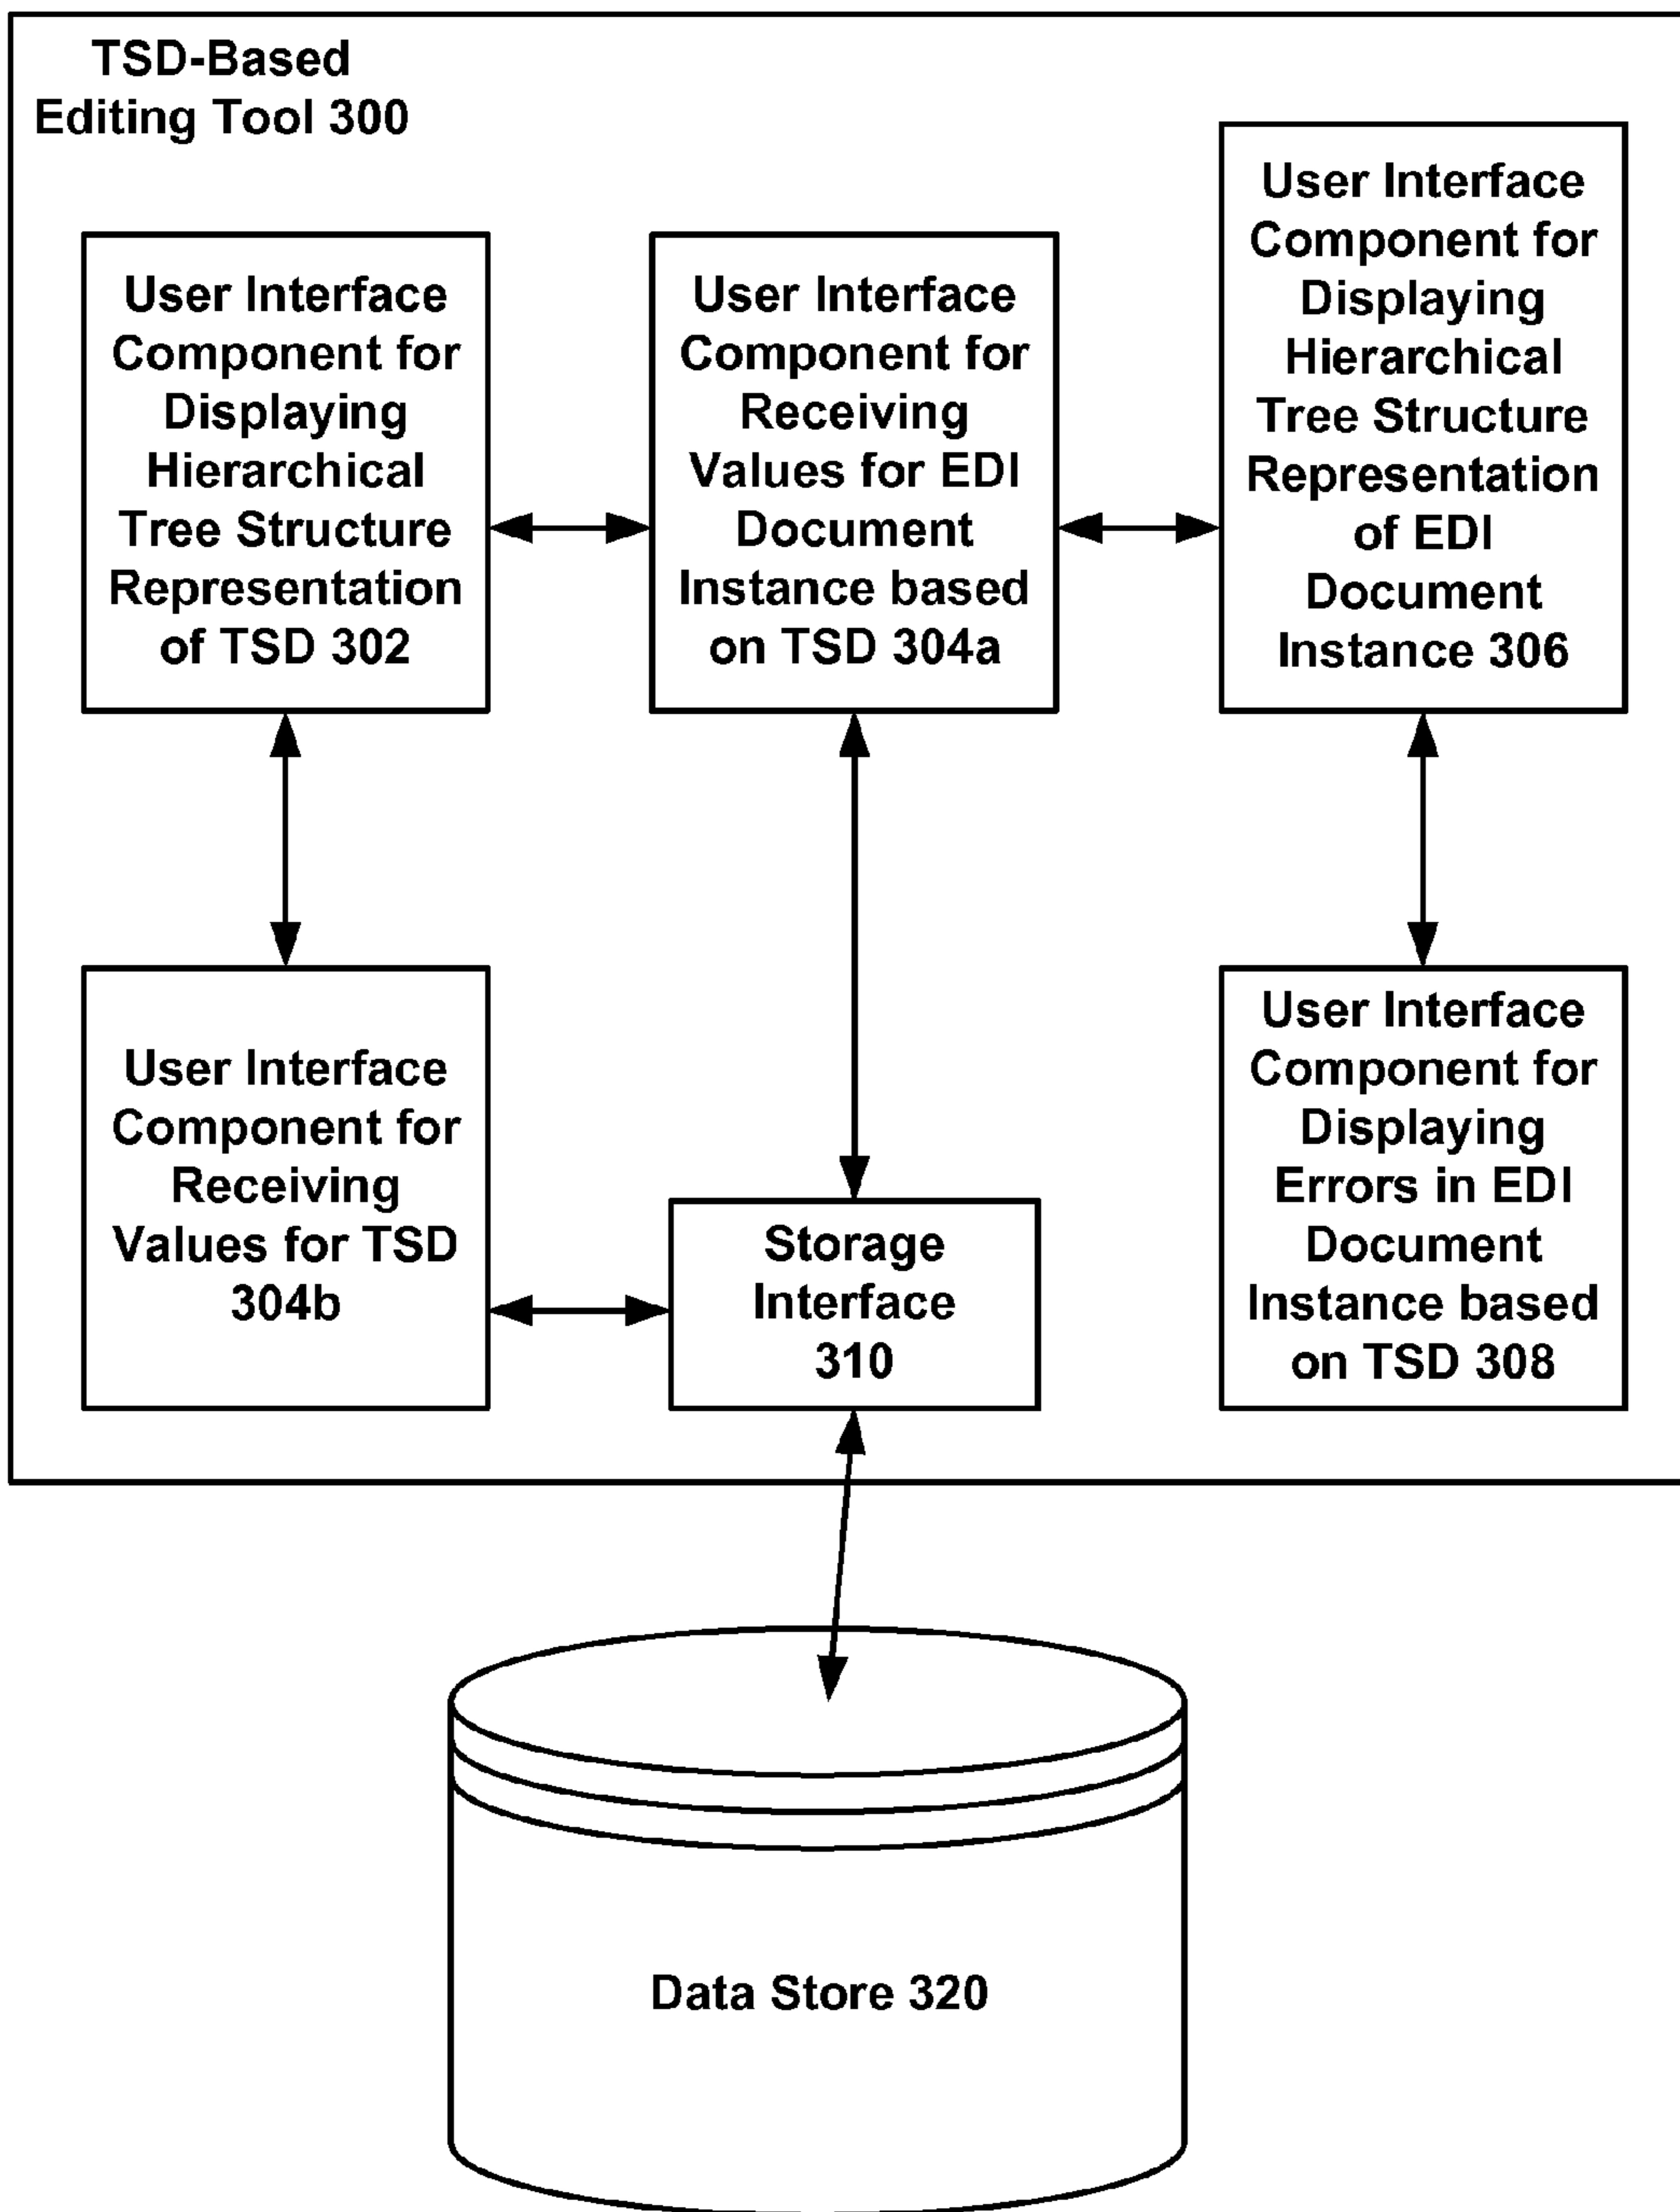 TSD-Based
Editing Tool 300
User Interface
Component for
Displaying
Hierarchical
Tree Structure
Representation
of TSD 302
User Interface
Component for
Receiving
Values for EDI
Document
Instance based
on TSD 304a
User Interface
Component for
Displaying
Hierarchical
Tree Structure
Representation
of EDI
Document
Instance 306
User Interface
Component for
Receiving
Values for TSD
304b
Storage
Interface
310
User Interface
Component for
Displaying
Errors in EDI
Document
Instance based
on TSD 308
Data Store 320